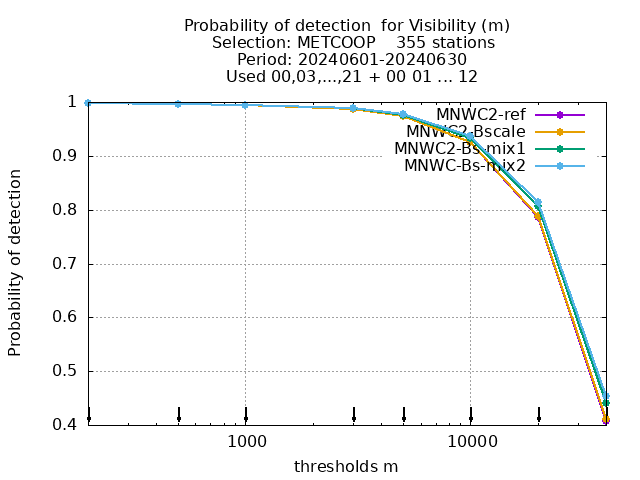 Probability of detection  for Visibility (m)
Selection: METCOOP    355 stations
Period: 20240601-20240630
Used 00,03,...,21 + 00 01 ... 12
MNWC2-ref
MNWC2-Bscale
MNWC2-Bs-mix1
MNWC-Bs-mix2
1
0.9
0.8
0.7
0.6
0.5
0.4
Probability of detection
1000
10000
thresholds m